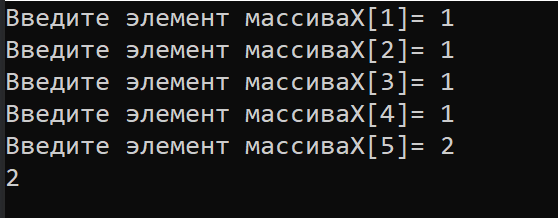 Введите элемент массиваX[1]= 1
Введите элемент массиваX[2]= 1
Введите элемент массиваX[3]= 1
Введите элемент массиваX[4]= 1
Введите элемент массиваX[5]= 2
2